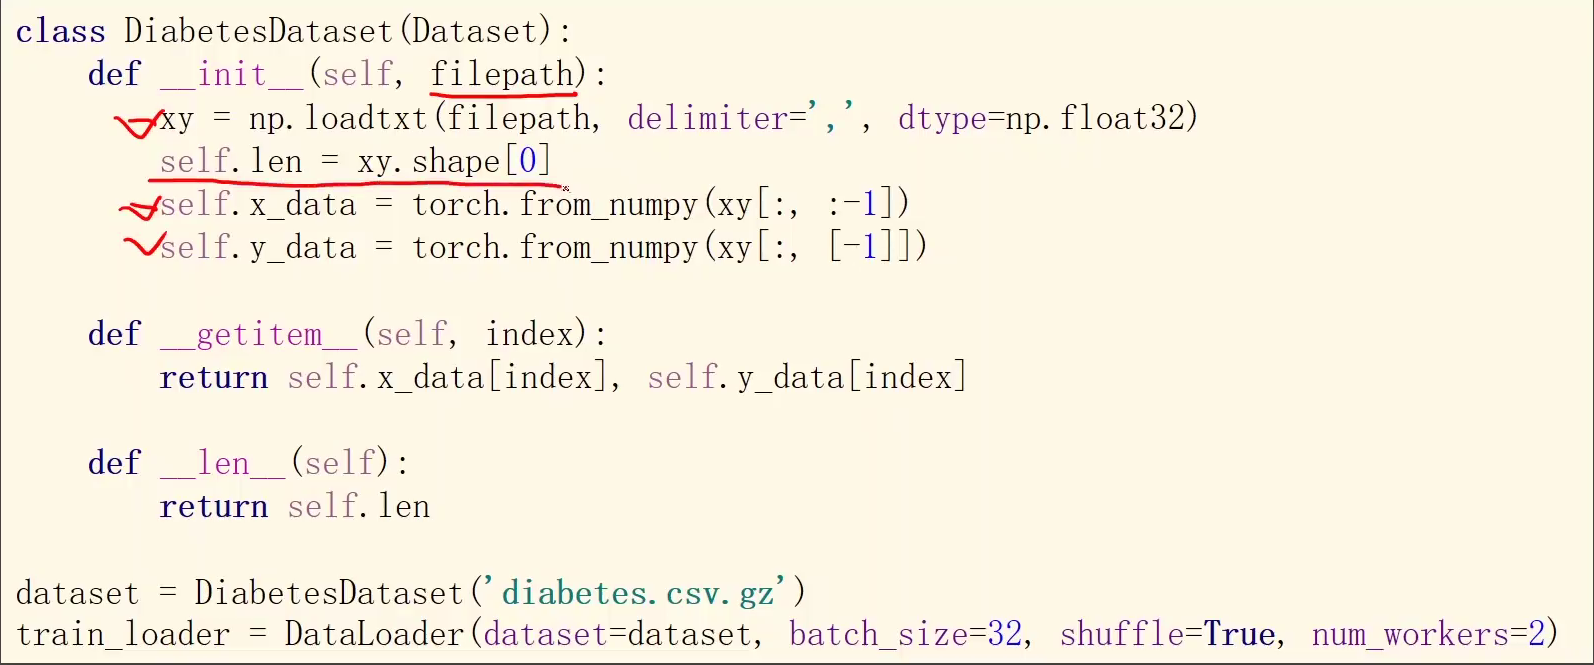 class DiabetesDataset(Dataset):
    def __init__(self, filepath):
        xy = np.loadtxt(filepath, delimiter=',', dtype=np.float32)
        self.len = xy.shape[0]
        self.x_data = torch.from_numpy(xy[:, :-1])
        self.y_data = torch.from_numpy(xy[:, [-1]])
    def __getitem__(self, index):
        return self.x_data[index], self.y_data[index]
    def __len__(self):
        return self.len
dataset = DiabetesDataset('diabetes.csv.gz')
train_loader = DataLoader(dataset=dataset, batch_size=32, shuffle=True, num_workers=2)